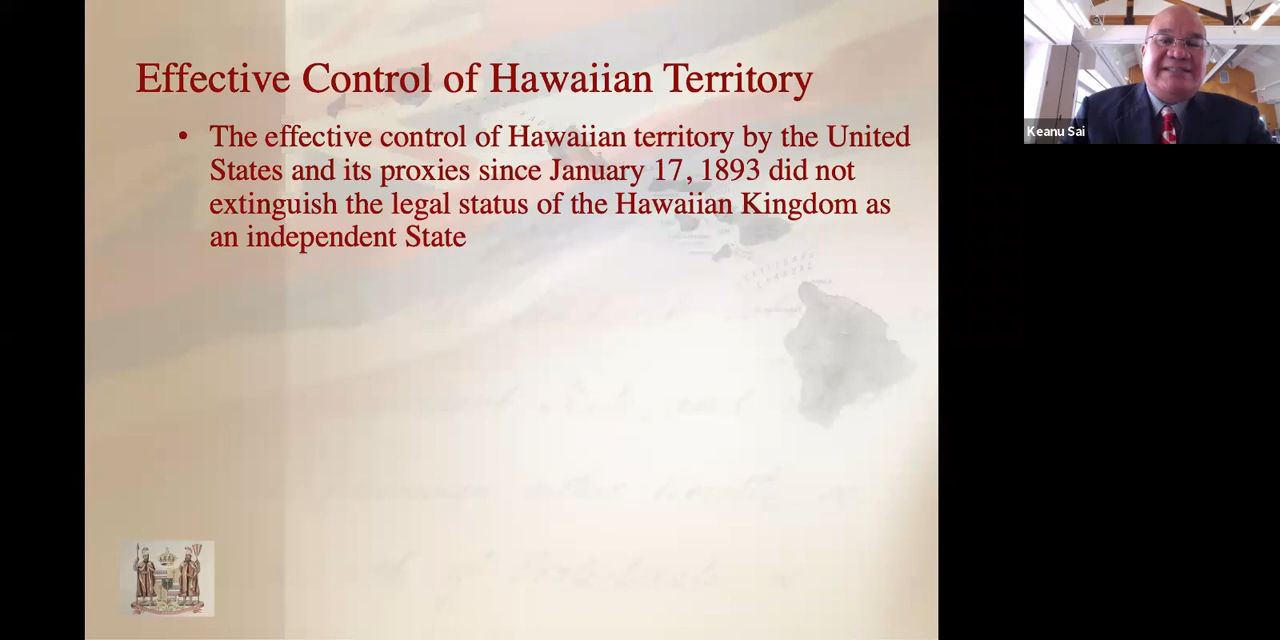 Effective Control of Hawaiian Territory
• The effective control of Hawaiian territory by the United
States and its proxies since January 17, 1893 did not
extinguish the legal status of the Hawaiian Kingdom as
an independent State
Keanu Sai